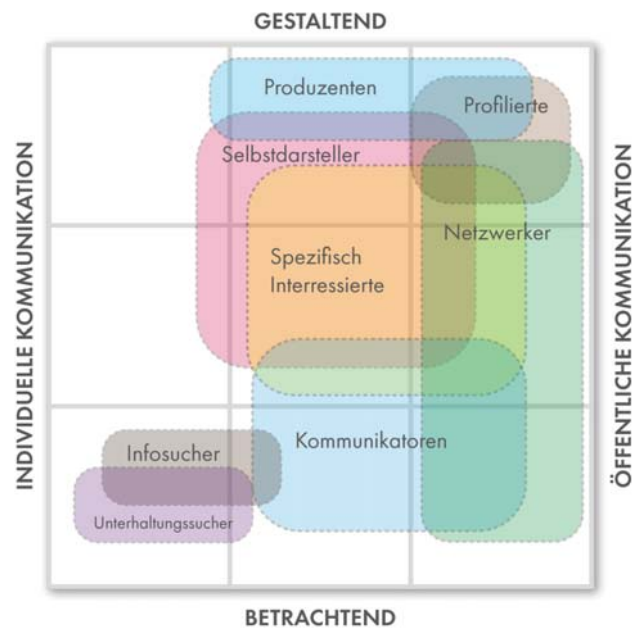 GESTALTEND
Produzenten
Profilierte
Selbstdarsteller
Netzwerker
Spezifisch
Interressierte
Kommunikatoren
Infosucher
Unterhaltungssucher
INDIVIDUELLE KOMMUNIKATION
ÖFFENTLICHE KOMMUNIKATION
BETRACHTEND